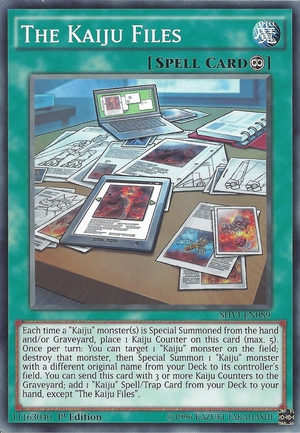 THE KAIJU FILES
[SPELL CARD]
SHVI-EN089
Each time a "Kaiju" monster(s) is Special Summoned from the hand
and/or Graveyard, place 1 Kaiju Counter on this card (max. 5).
Once per turn: You can target 1 "Kaiju" monster on the field;
destroy that monster, then Special Summon 1 "Kaiju" monster
with a different original name from your Deck to its controller's
field. You can send this card with 3 or more Kaiju Counters to the
Graveyard; add 1 "Kaiju" Spell/Trap Card from your Deck to your
hand, except "The Kaiju Files".
1st Edition
©1996 KAZUKI TAKAHASHI